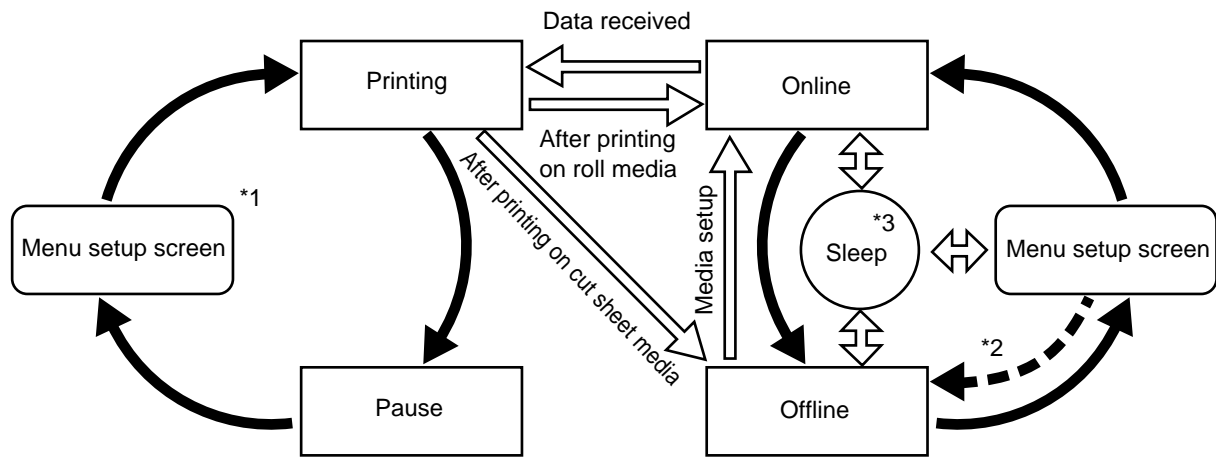 Data received
Printing
Online
After printing
on roll media
*1
Menu setup screen
After printing on cut sheet media
Media setup
*3
Sleep
Menu setup screen
*2
Pause
Offline